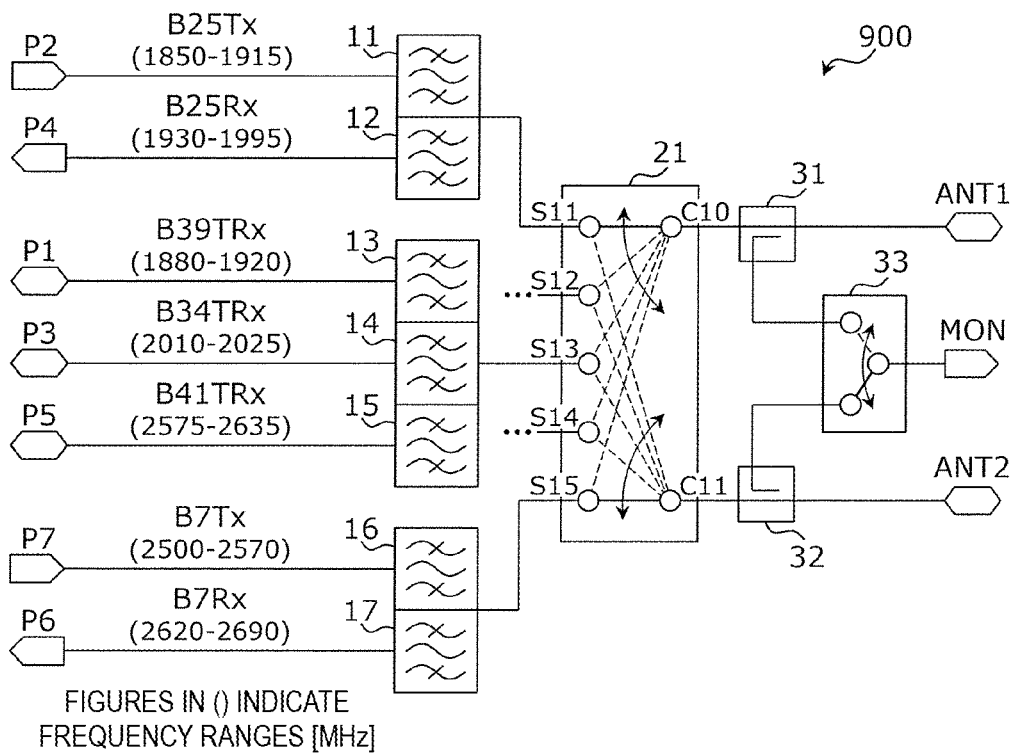 900
B25Tx
P2
(1850-1915)
11
B25Rx
P4
(1930-1995)
12
21
31
ANT1
S11
C10
B39TRx
P1
(1880-1920)
13
S12
...
33
B34TRx
P3
(2010-2025)
14
S13
MON
B41TRx
P5
(2575-2635)
15
S14
...
ANT2
S15
C11
B7Tx
P7
(2500-2570)
16
32
B7Rx
P6
(2620-2690)
17
FIGURES IN () INDICATE
FREQUENCY RANGES [MHz]